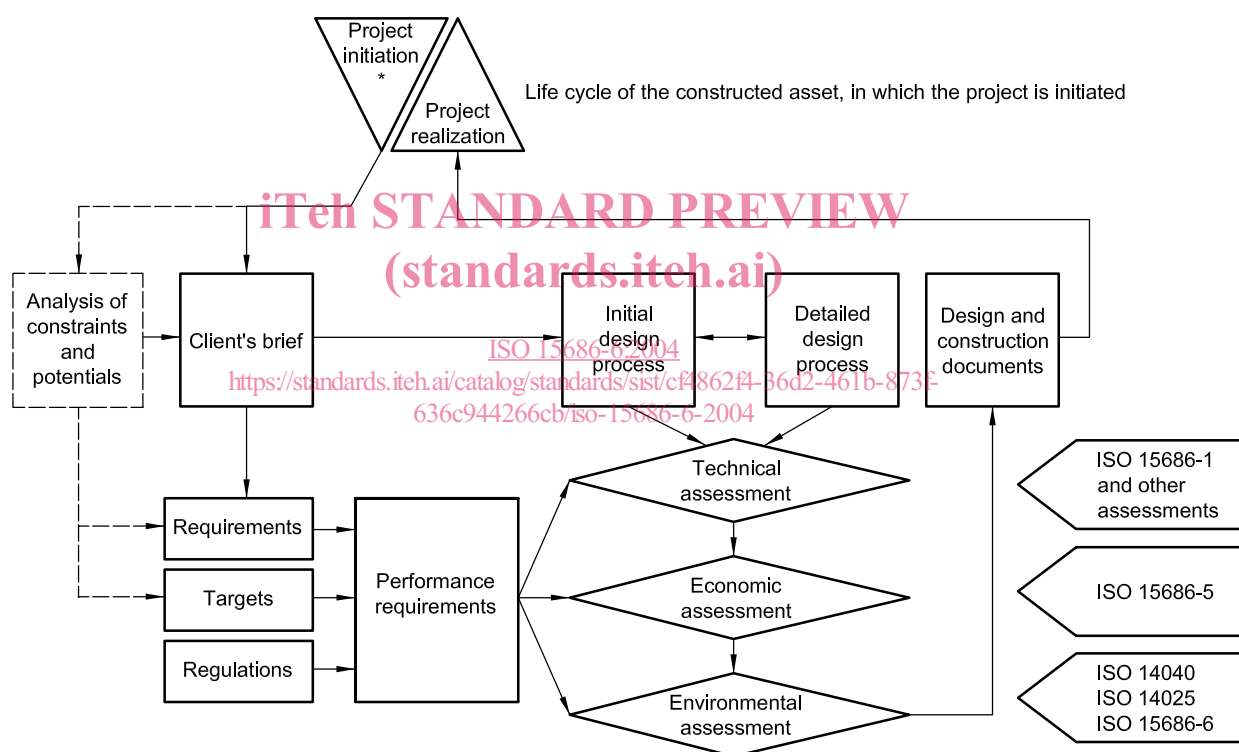 Project
initiation
*
Project
realization
Life cycle of the constructed asset, in which the project is initiated
iTeh STANDARD PREVIEW
(standards.iteh.ai)
Analysis of
constraints
and
potentials
Client's brief
Initial
design
process
Detailed
design
process
Design and
construction
documents
ISO 15686-6:2004
https://standards.iteh.ai/catalog/standards/sist/cf4862f4-36d2-461b-873f-
636c944266cb/iso-15686-6-2004
Technical
assessment
ISO 15686-1
and other
assessments
Requirements
Targets
Regulations
Performance
requirements
Economic
assessment
ISO 15686-5
Environmental
assessment
ISO 14040
ISO 14025
ISO 15686-6